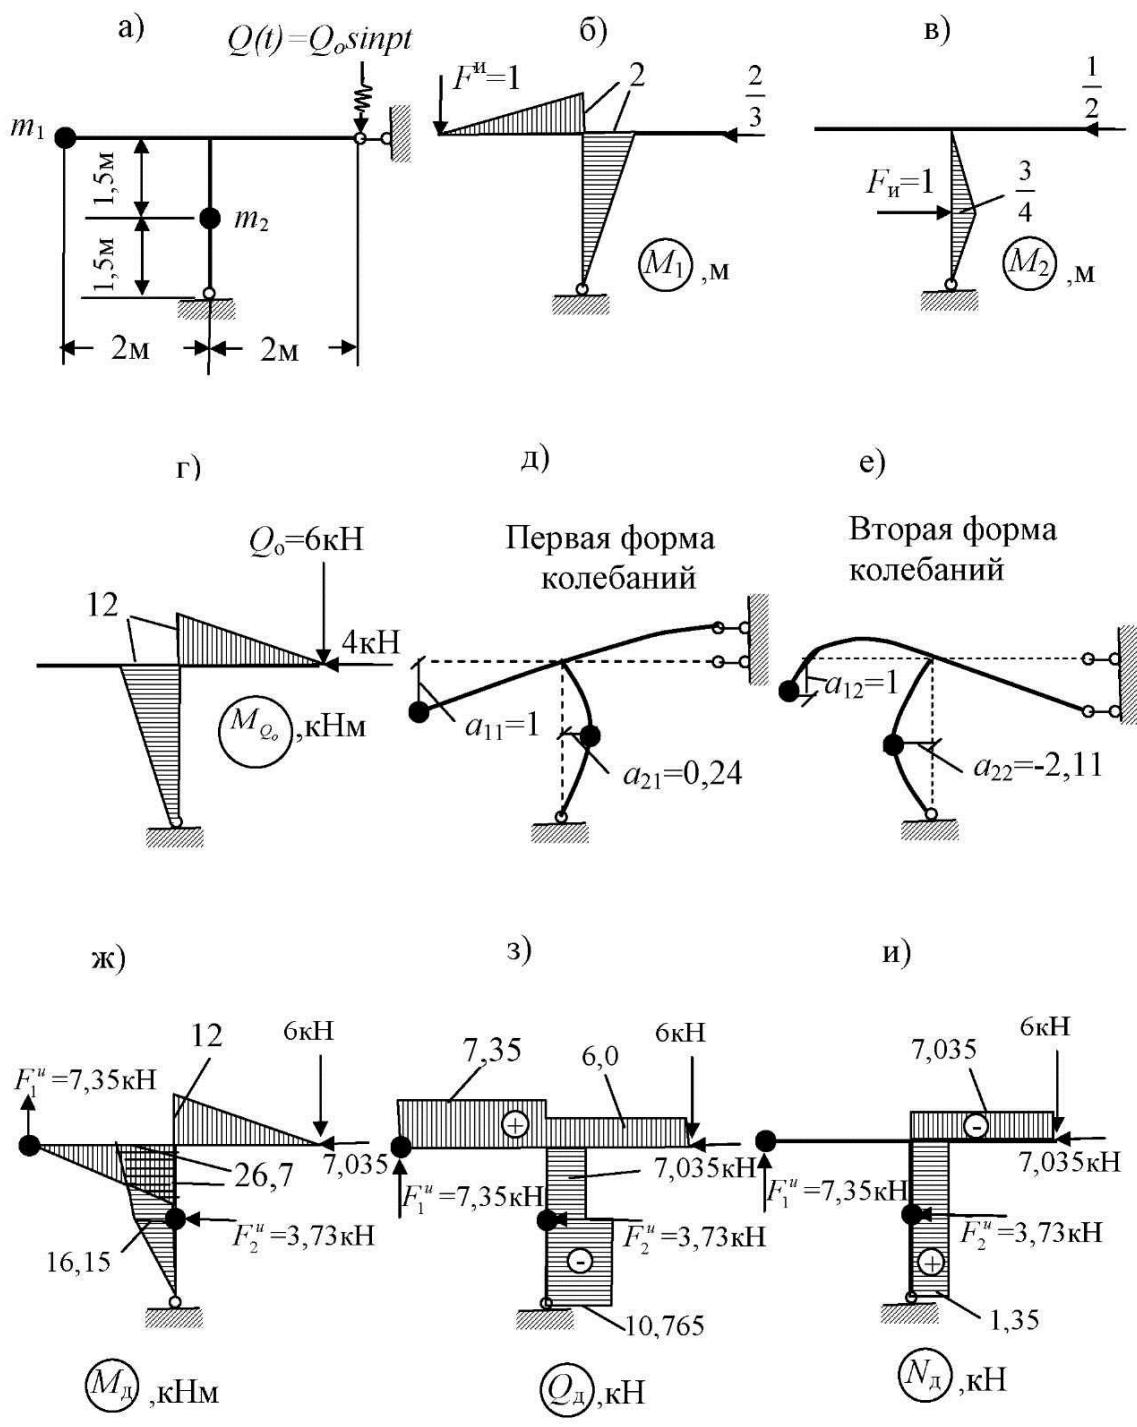 а)
Q(t)=Qosinpt
m1
1,5м
1,5м
m2
2м
2м
б)
Fи=1
2
2/3
M1 ,м
в)
1/2
Fи=1
3/4
M2 ,м
г)
Qо=6кН
12
4кН
MQо ,кНм
д)
Первая форма
колебаний
a11=1
a21=0,24
е)
Вторая форма
колебаний
a12=1
a22=-2,11
ж)
12
6кН
F1и=7,35кН
7,035
26,7
F2и=3,73кН
16,15
Mд ,кНм
з)
7,35
6,0
6кН
+
7,035кН
F1и=7,35кН
F2и=3,73кН
-
10,765
Qд ,кН
и)
6кН
7,035
-
7,035кН
F1и=7,35кН
F2и=3,73кН
+
1,35
Nд ,кН